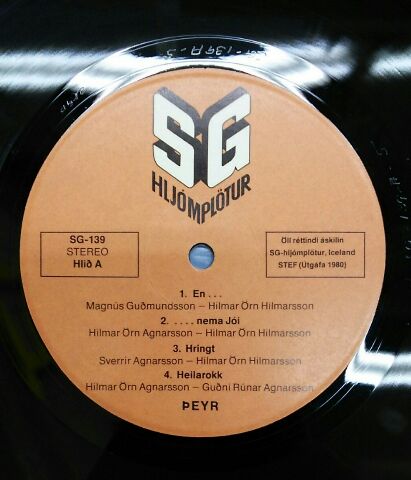 SG
HLJÓMPLÖTUR
SG-139
STEREO
Hlið A
Öll réttindi áskilin
SG-hljómplötur, Iceland
STEF (Útgáfa 1980)
1. En . . .
Magnús Guðmundsson — Hilmar Örn Hilmarsson
2. . . . . nema Jói
Hilmar Örn Agnarsson — Hilmar Örn Hilmarsson
3. Hringt
Sverrir Agnarsson — Hilmar Örn Hilmarsson
4. Heilarokk
Hilmar Örn Agnarsson — Guðni Rúnar Agnarsson
ÞEYR